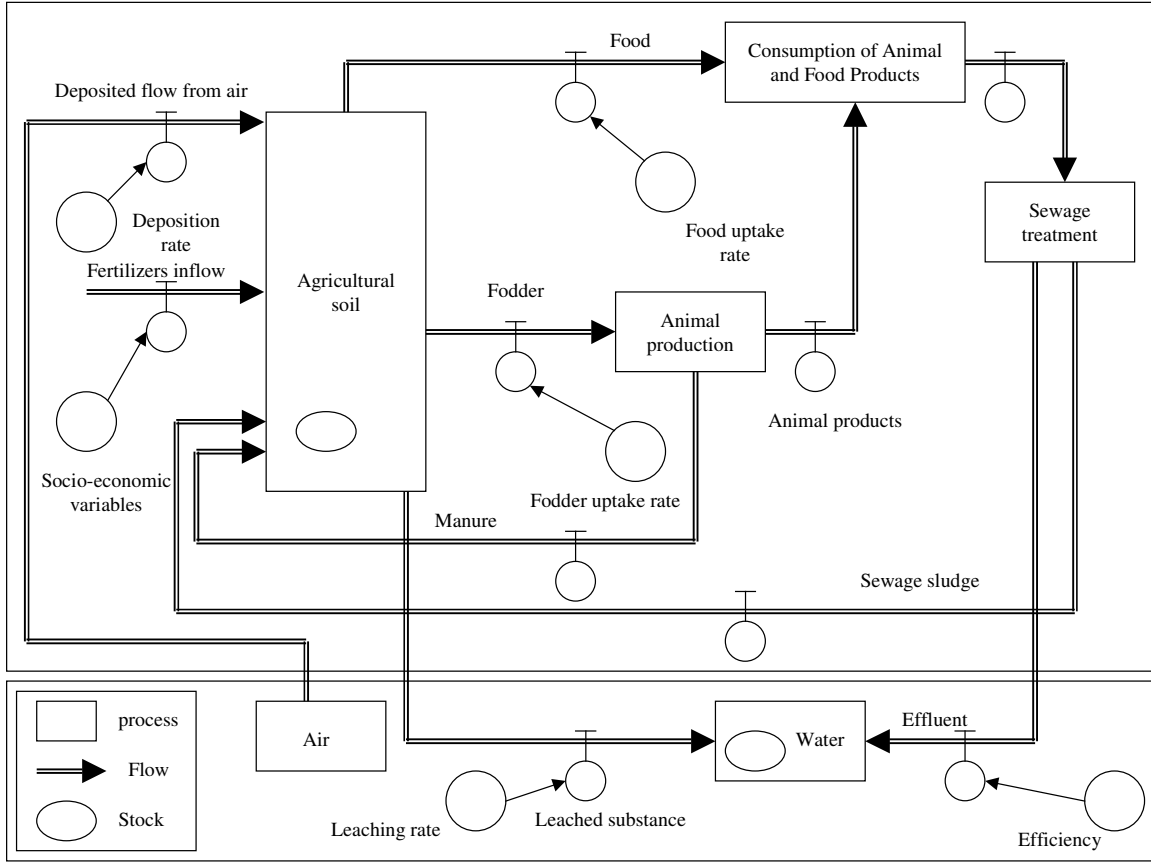 Food
Consumption of Animal
and Food Products
Deposited flow from air
Deposition
rate
Food uptake
rate
Sewage
treatment
Fertilizers inflow
Agricultural
soil
Fodder
Animal
production
Animal products
Socio-economic
variables
Fodder uptake rate
Manure
Sewage sludge
process
Flow
Stock
Air
Water
Effluent
Leaching rate
Leached substance
Efficiency